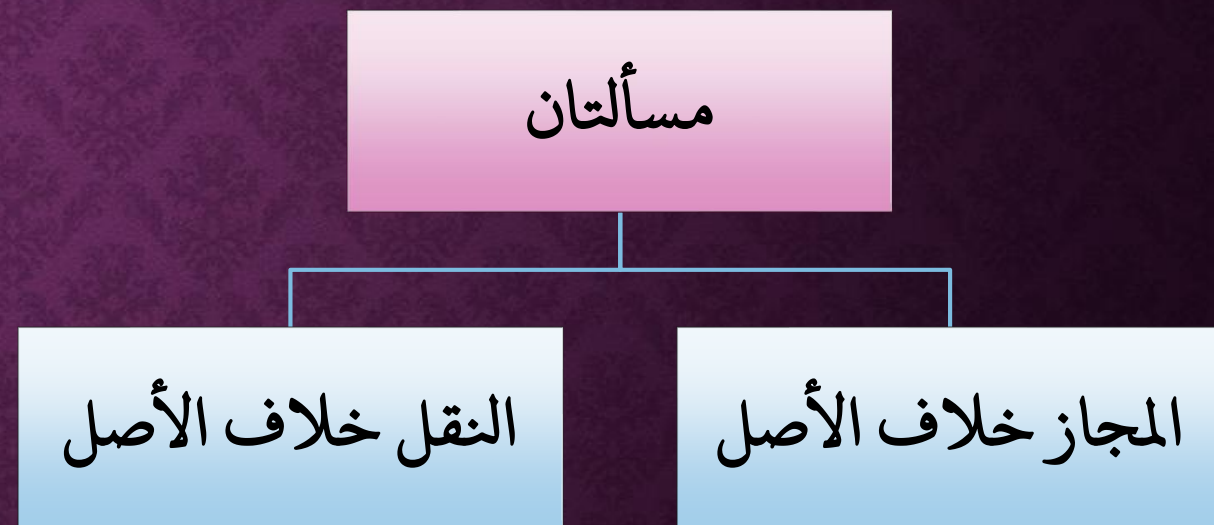 مسألتان
المجاز خلاف الأصل
النقل خلاف الأصل